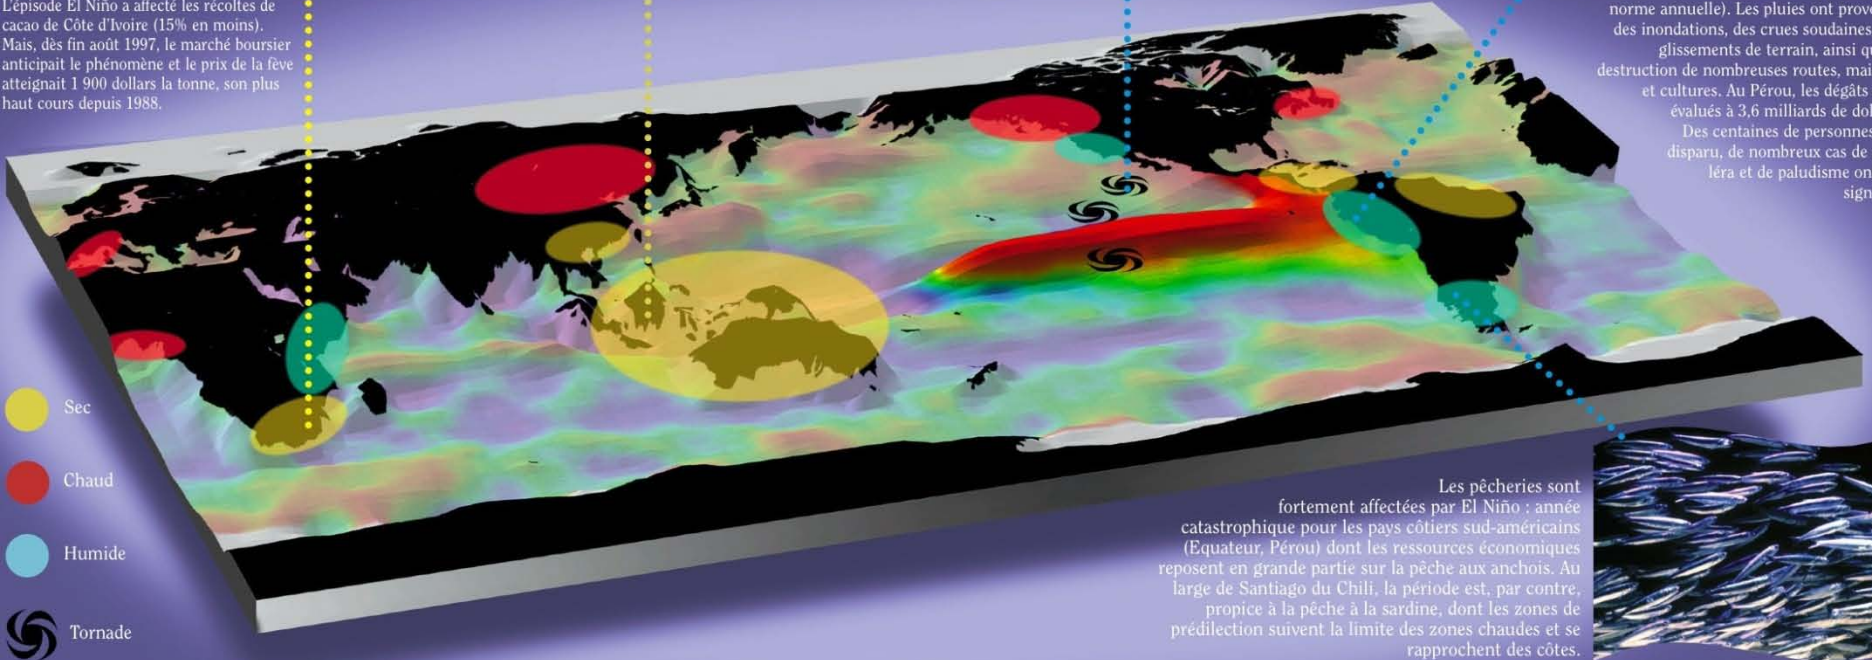 L'épisode El Niño a affecté les récoltes de
cacao de Côte d'Ivoire (15% en moins).
Mais, dès fin août 1997, le marché boursier
anticipait le phénomène et le prix de la fève
atteignait 1 900 dollars la tonne, son plus
haut cours depuis 1988.
norme annuelle). Les pluies ont prov
des inondations, des crues soudaines
glissements de terrain, ainsi q
destruction de nombreuses routes, mai
et cultures. Au Pérou, les dégâts
évalués à 3,6 milliards de dol
Des centaines de personnes
disparu, de nombreux cas de
léra et de paludisme on
sign
Sec
Chaud
Humide
Tornade
Les pêcheries sont
fortement affectées par El Niño : année
catastrophique pour les pays côtiers sud-américains
(Equateur, Pérou) dont les ressources économiques
reposent en grande partie sur la pêche aux anchois. Au
large de Santiago du Chili, la période est, par contre,
propice à la pêche à la sardine, dont les zones de
prédilection suivent la limite des zones chaudes et se
rapprochent des côtes.